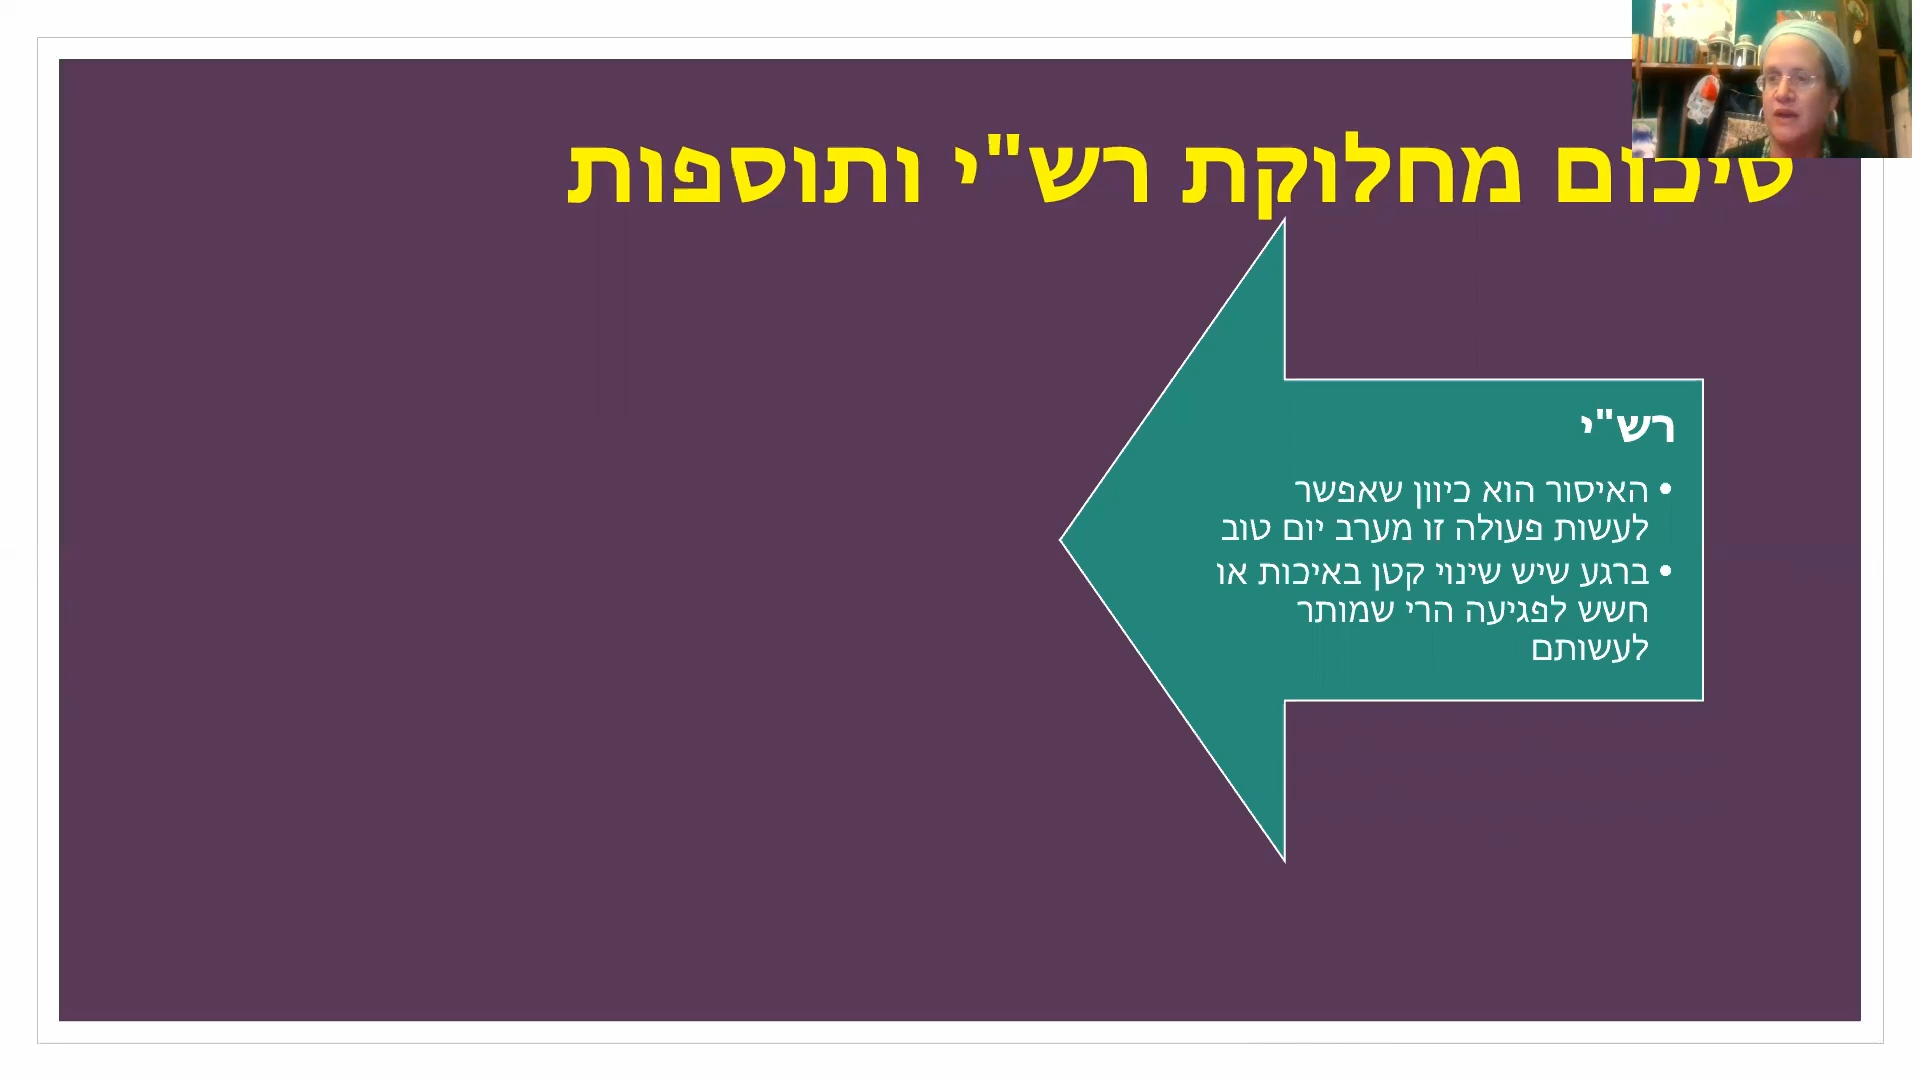 סיכום מחלוקת רש"י ותוספות
רש"י
• האיסור הוא כיוון שאפשר
לעשות פעולה זו מערב יום טוב
• ברגע שיש שינוי קטן באיכות או
חשש לפגיעה הרי שמותר
לעשותם